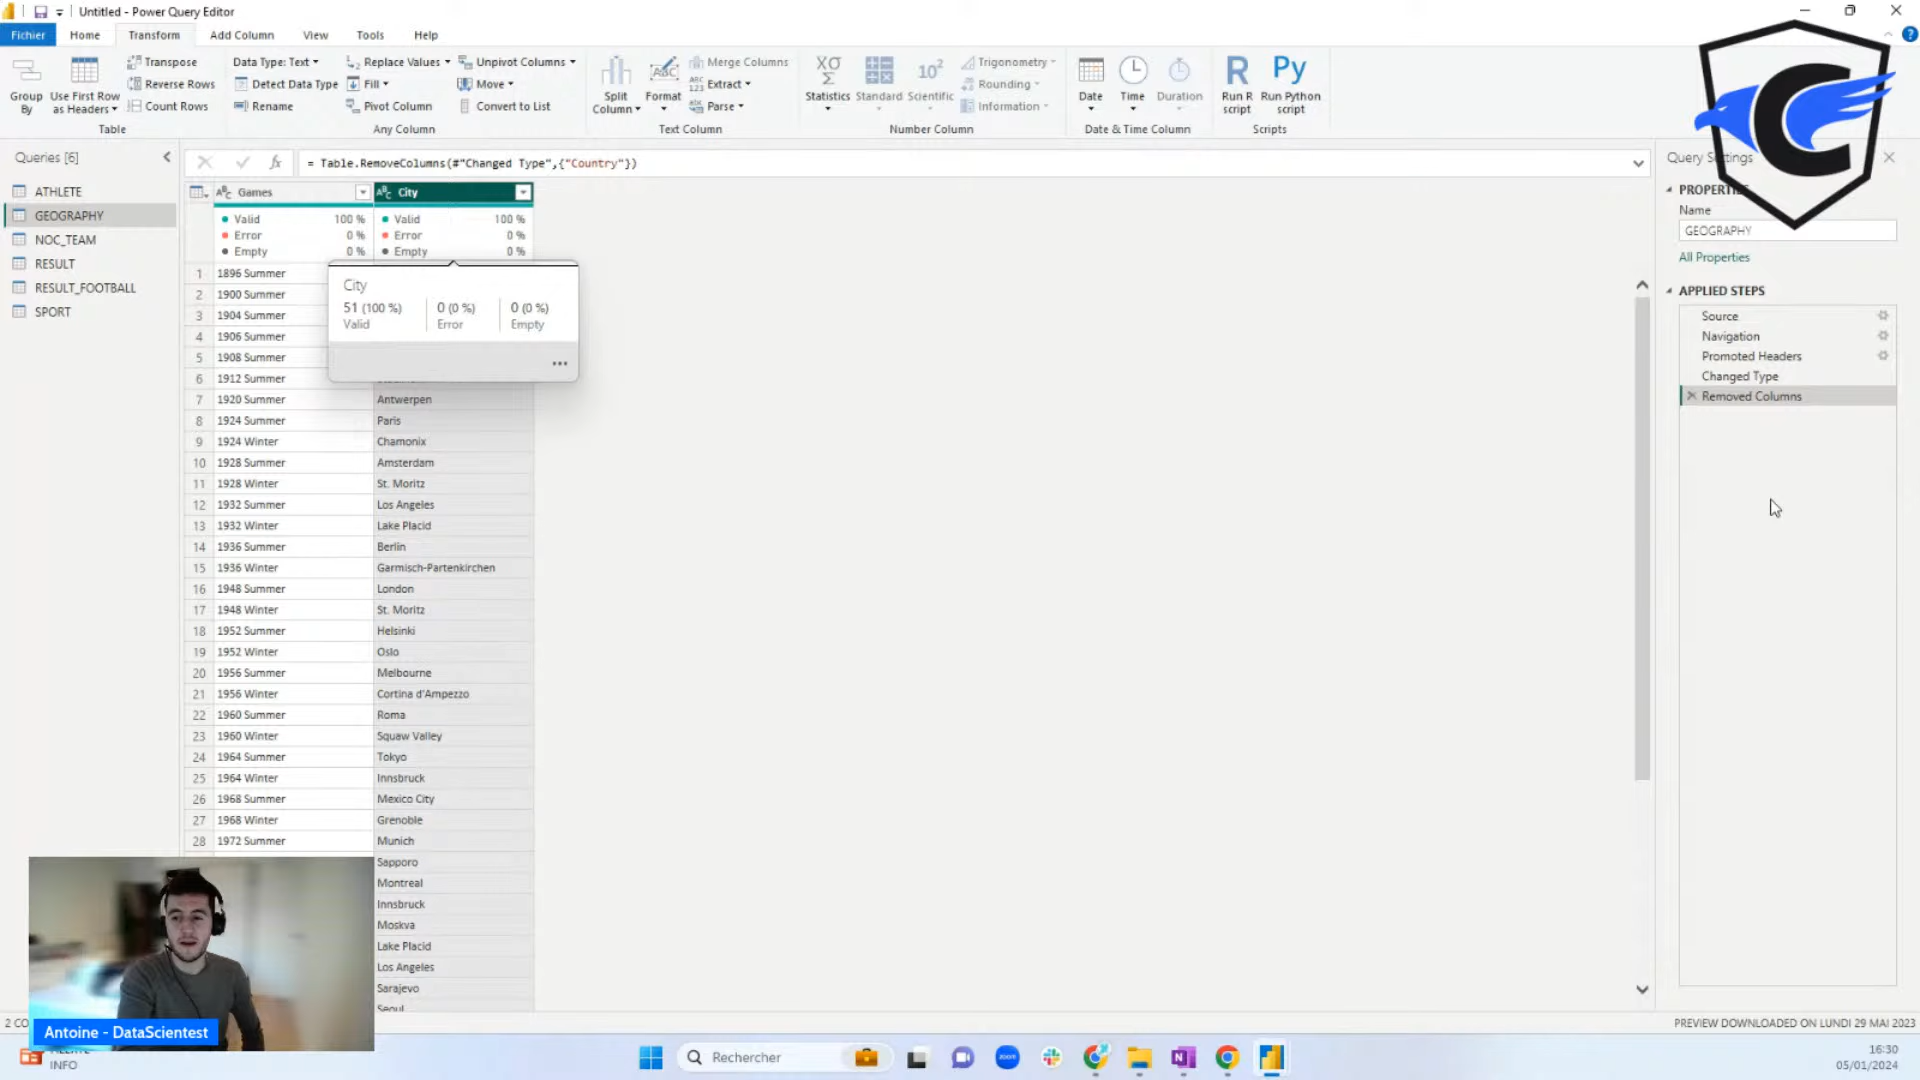 Untitled - Power Query Editor
Fichier Home Transform Add Column View Tools Help
Group By
Use First Row as Headers
Transpose
Reverse Rows
Count Rows
Table
Data Type: Text
Detect Data Type
Rename
Replace Values
Fill
Pivot Column
Unpivot Columns
Move
Convert to List
Any Column
Split Column
Format
Merge Columns
Extract
Parse
Text Column
Statistics
Standard
Scientific
Trigonometry
Rounding
Information
Number Column
Date
Time
Duration
Date & Time Column
Run R script
Run Python script
Scripts
Queries [6]
ATHLETE
GEOGRAPHY
NOC_TEAM
RESULT
RESULT_FOOTBALL
SPORT
= Table.RemoveColumns(#"Changed Type",{"Country"})
Games City
Valid 100 % Valid 100 %
Error 0 % Error 0 %
Empty 0 % Empty 0 %
City
51 (100 %) 0 (0 %) 0 (0 %)
Valid Error Empty
1 1896 Summer
2 1900 Summer
3 1904 Summer
4 1906 Summer
5 1908 Summer
6 1912 Summer
7 1920 Summer Antwerpen
8 1924 Summer Paris
9 1924 Winter Chamonix
10 1928 Summer Amsterdam
11 1928 Winter St. Moritz
12 1932 Summer Los Angeles
13 1932 Winter Lake Placid
14 1936 Summer Berlin
15 1936 Winter Garmisch-Partenkirchen
16 1948 Summer London
17 1948 Winter St. Moritz
18 1952 Summer Helsinki
19 1952 Winter Oslo
20 1956 Summer Melbourne
21 1956 Winter Cortina d'Ampezzo
22 1960 Summer Roma
23 1960 Winter Squaw Valley
24 1964 Summer Tokyo
25 1964 Winter Innsbruck
26 1968 Summer Mexico City
27 1968 Winter Grenoble
28 1972 Summer Munich
Sapporo
Montreal
Innsbruck
Moskva
Lake Placid
Los Angeles
Sarajevo
Seoul
Query Settings
PROPERTIES
Name
GEOGRAPHY
All Properties
APPLIED STEPS
Source
Navigation
Promoted Headers
Changed Type
Removed Columns
Antoine - DataScientest
PREVIEW DOWNLOADED ON LUNDI 29 MAI 2023
INFO
Rechercher
16:30
05/01/2024